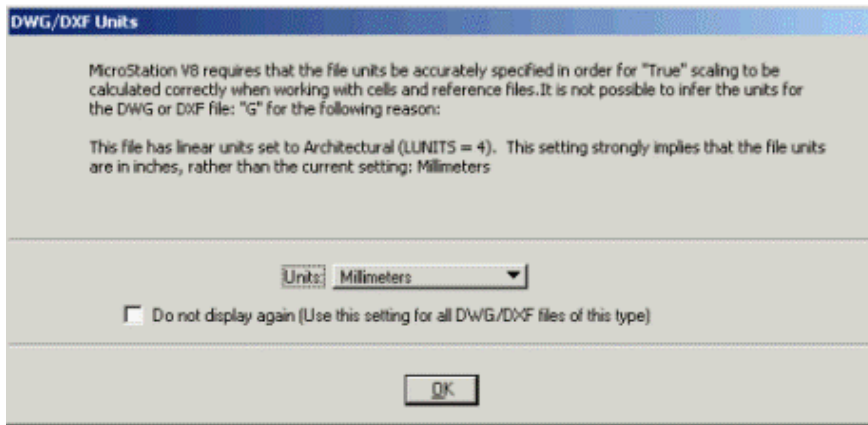 DWG/DXF Units
MicroStation V8 requires that the file units be accurately specified in order for "True" scaling to be
calculated correctly when working with cells and reference files.It is not possible to infer the units for
the DWG or DXF file: "G" for the following reason:
This file has linear units set to Architectural (LUNITS = 4).  This setting strongly implies that the file units
are in inches, rather than the current setting: Millimeters
Units: Millimeters
Do not display again (Use this setting for all DWG/DXF files of this type)
OK